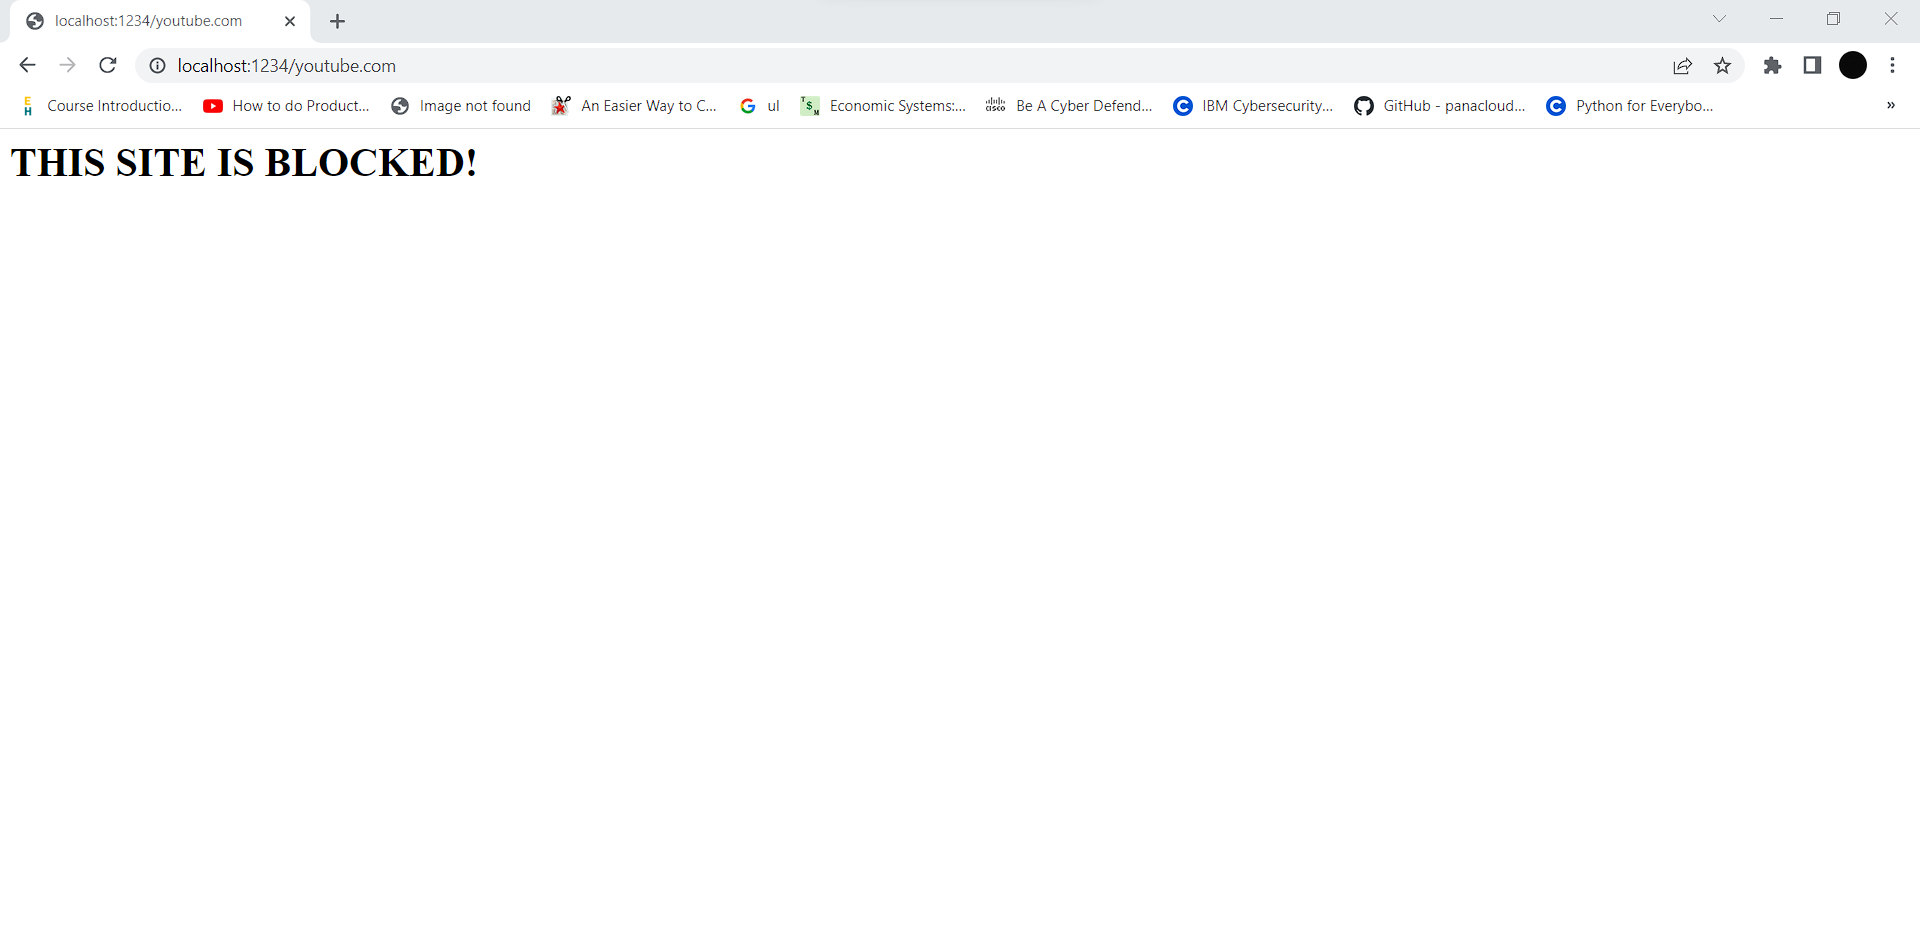 localhost:1234/youtube.com
localhost:1234/youtube.com
Course Introductio... How to do Product... Image not found An Easier Way to C... ul Economic Systems:... Be A Cyber Defend... IBM Cybersecurity... GitHub - panacloud... Python for Everybo... »
THIS SITE IS BLOCKED!